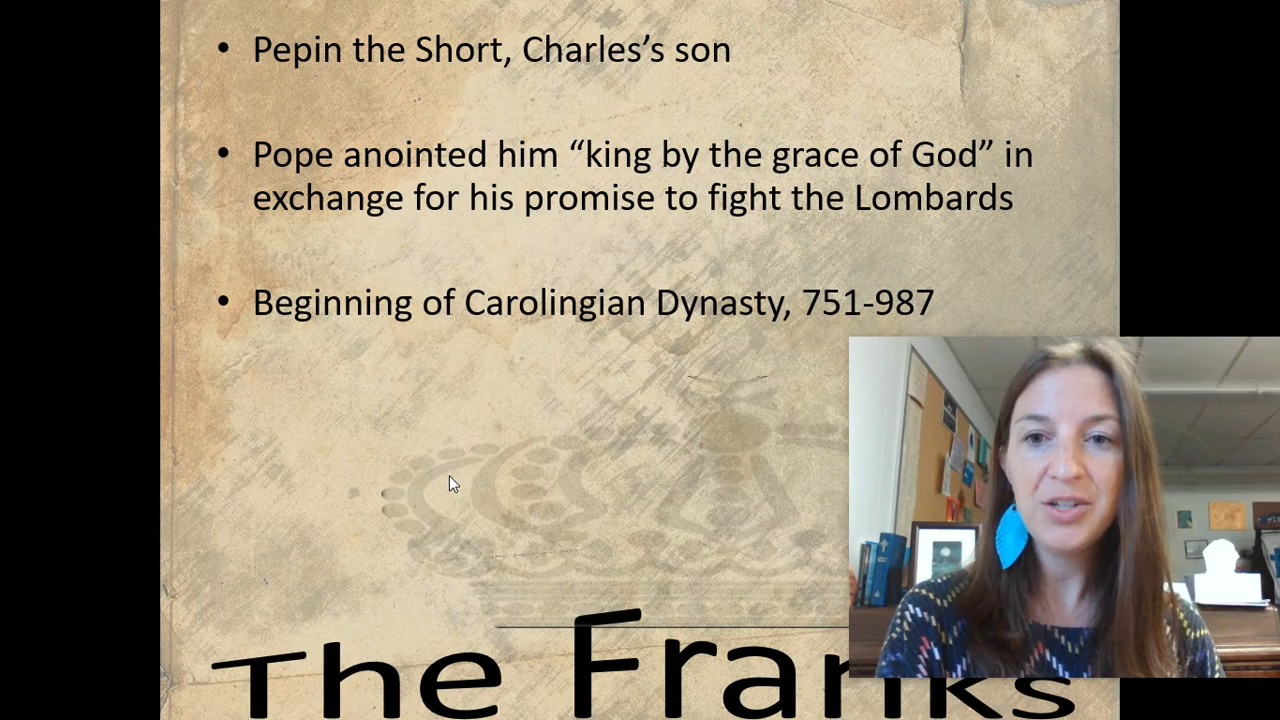 • Pepin the Short, Charles’s son
• Pope anointed him “king by the grace of God” in
exchange for his promise to fight the Lombards
• Beginning of Carolingian Dynasty, 751-987
The Franks